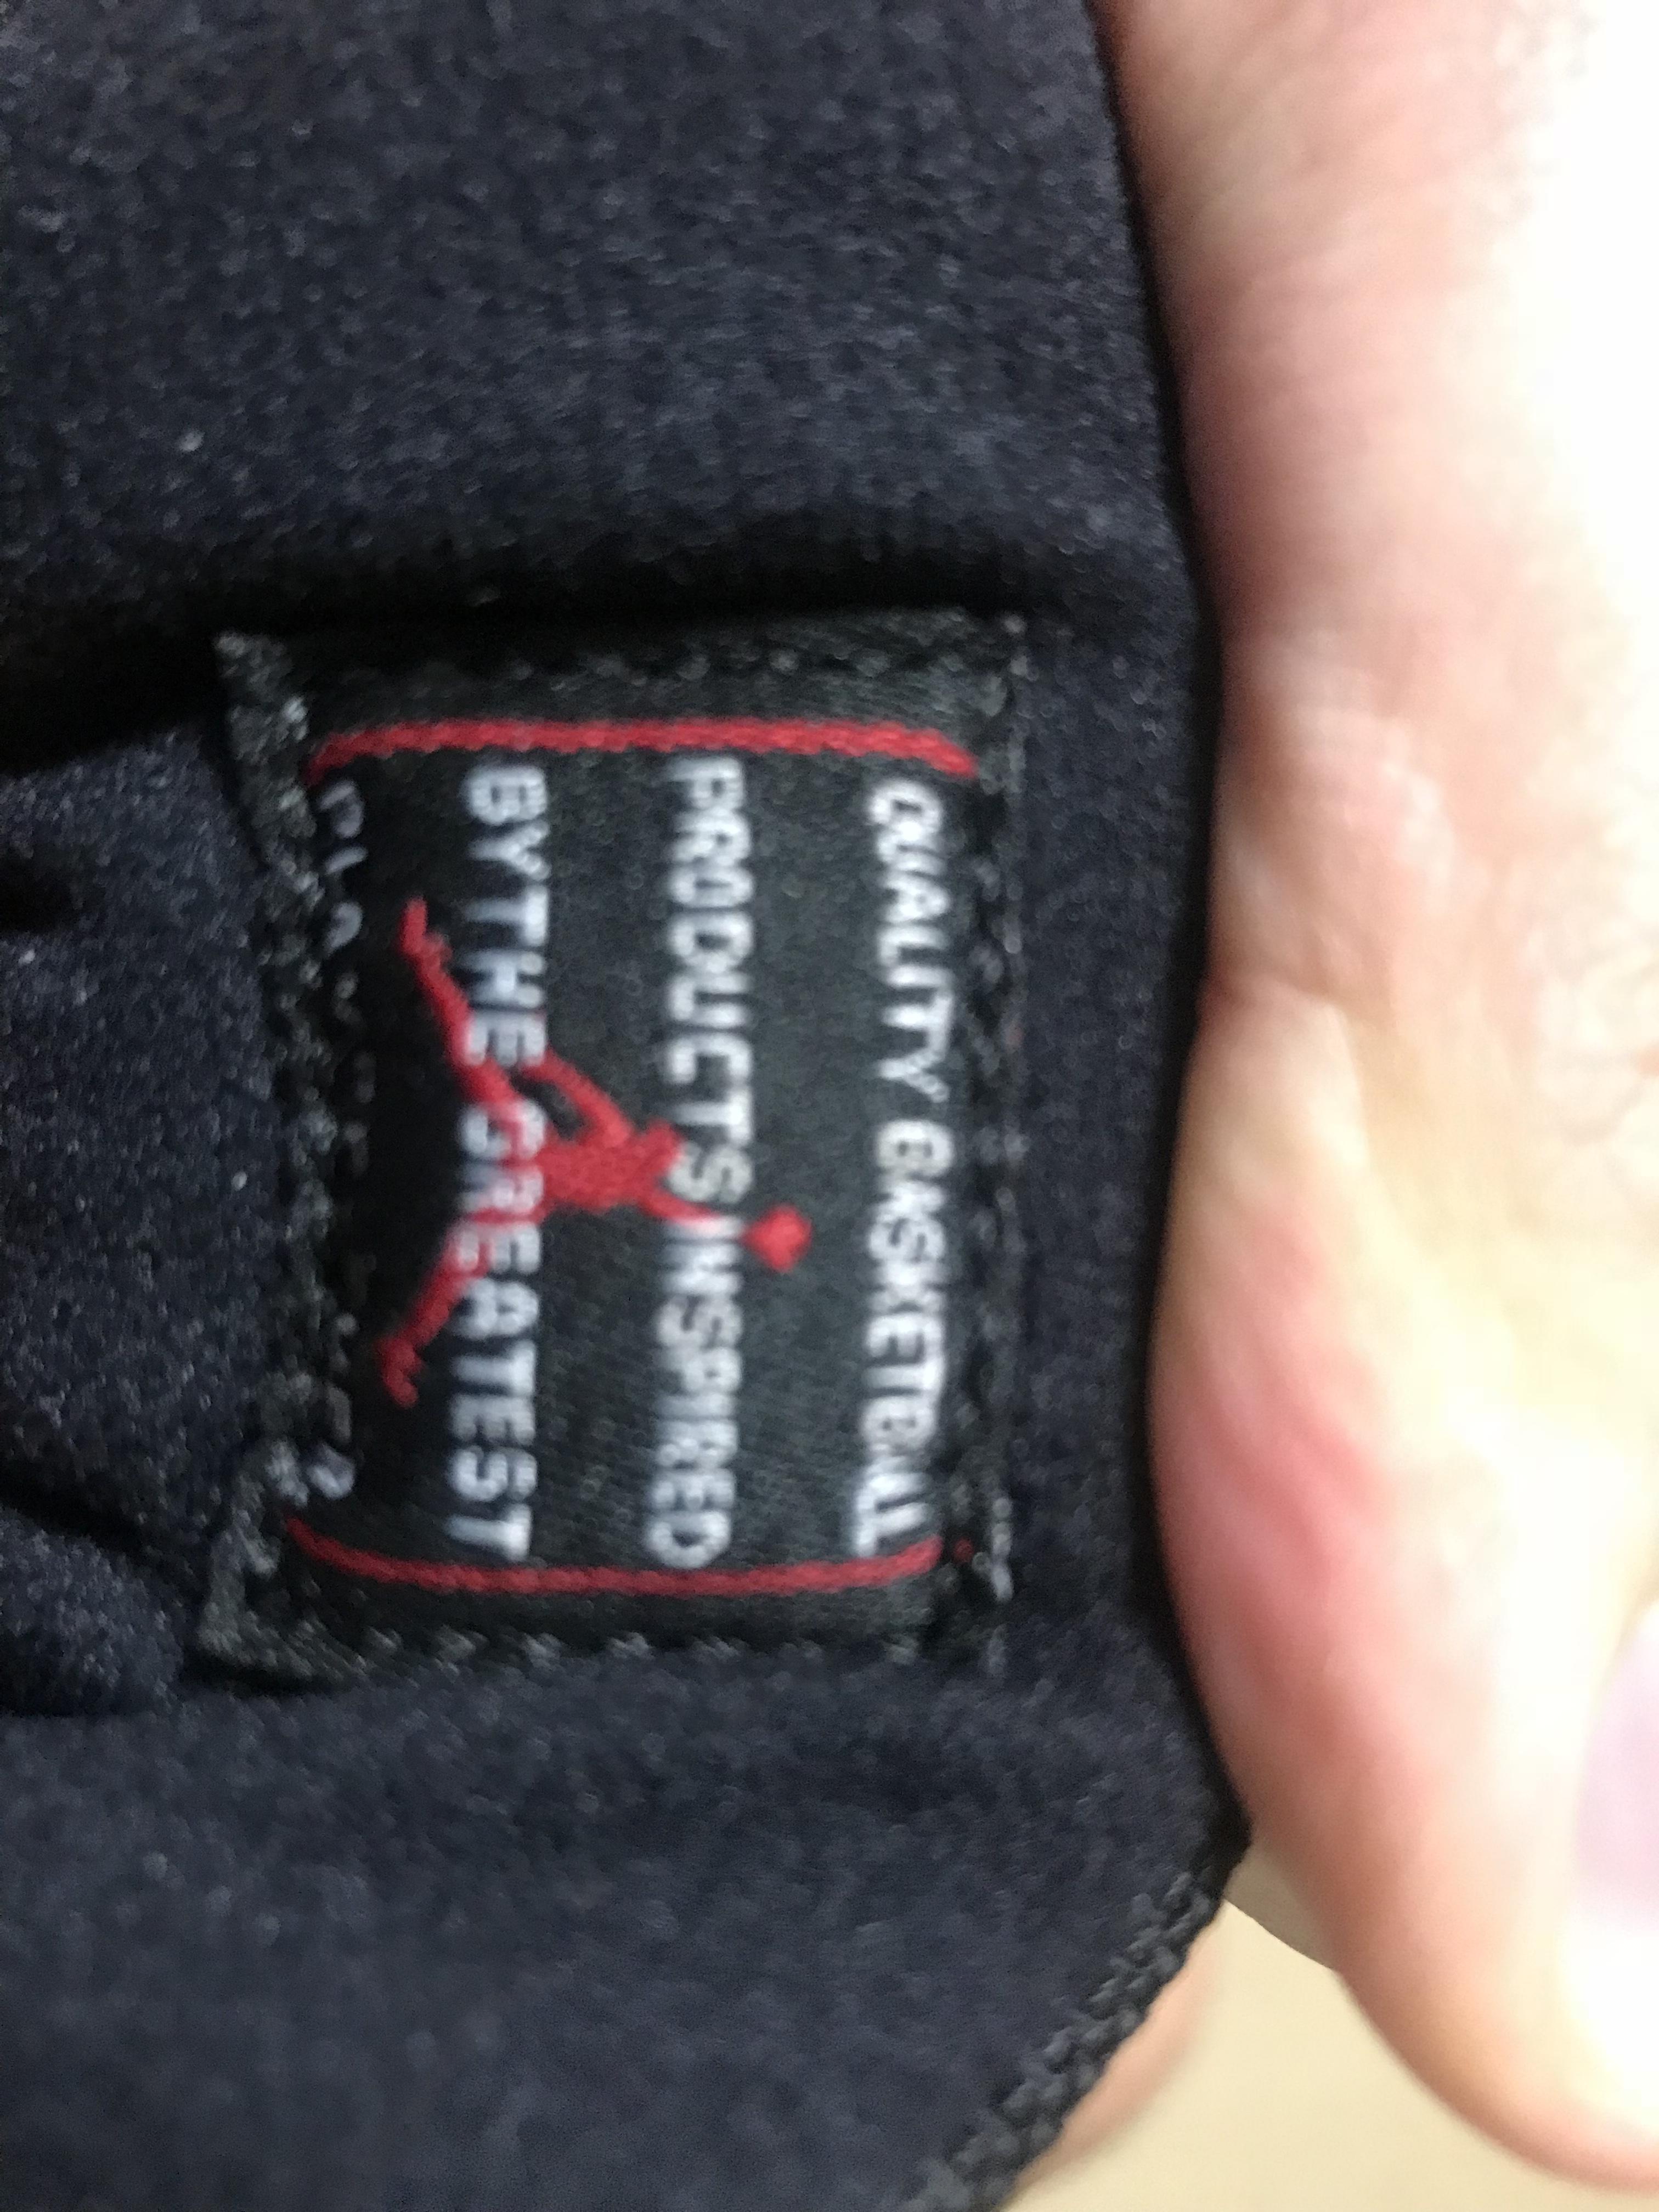 QUALITY BASKETBALL
PRODUCTS INSPIRED
BY THE GREATEST